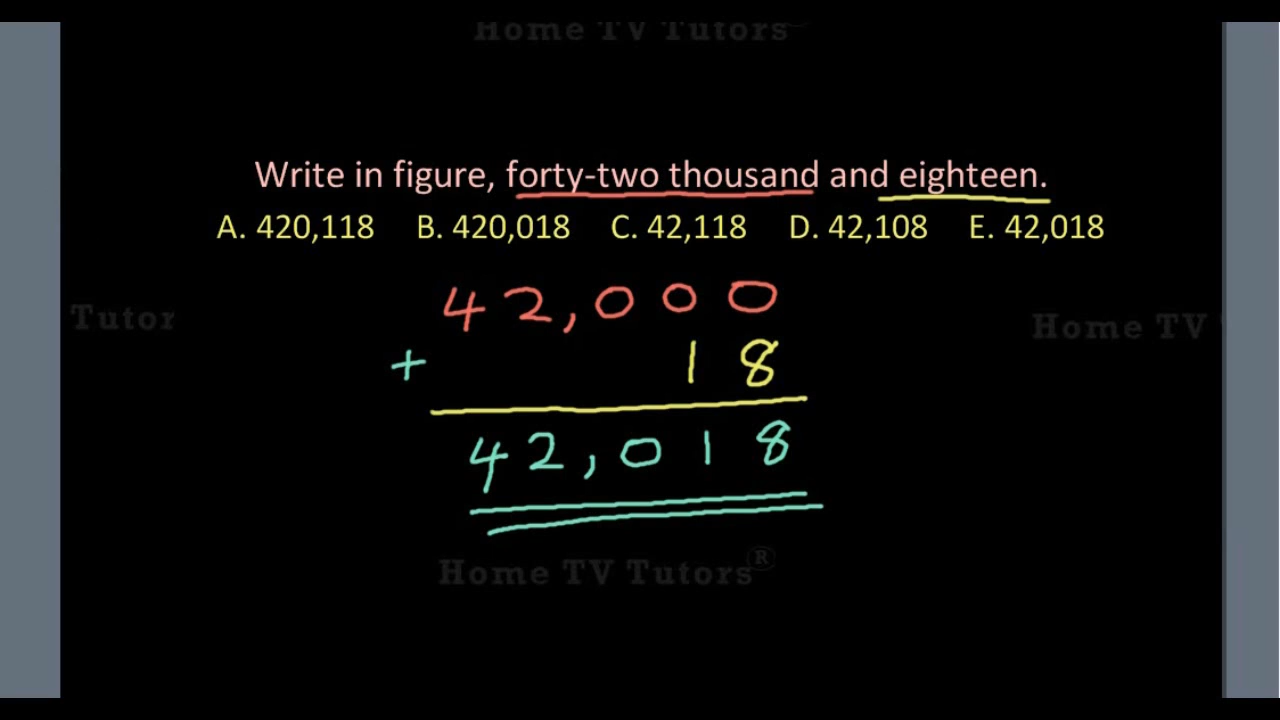 Home TV Tutors
Write in figure, forty-two thousand and eighteen.
A. 420,118 B. 420,018 C. 42,118 D. 42,108 E. 42,018
42,000
Tutor
Home TV
+ 18
42,018
Home TV Tutors®